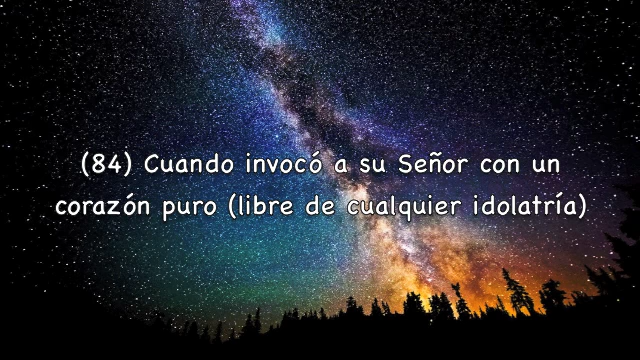 (84) Cuando invocó a su Señor con un
corazón puro (libre de cualquier idolatría)